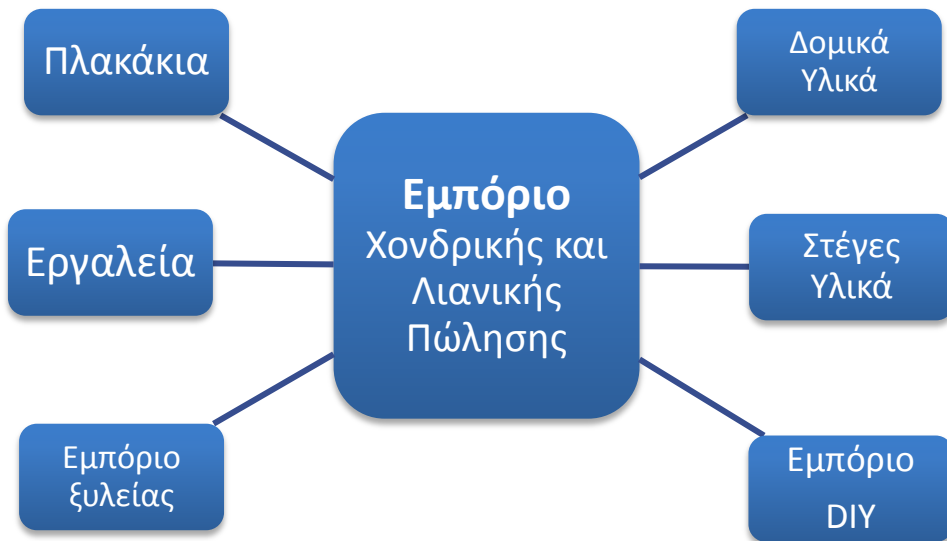 Πλακάκια
Δομικά
Υλικά
Εμπόριο
Χονδρικής και
Λιανικής
Πώλησης
Εργαλεία
Στέγες
Υλικά
Εμπόριο
ξυλείας
Εμπόριο
DIY